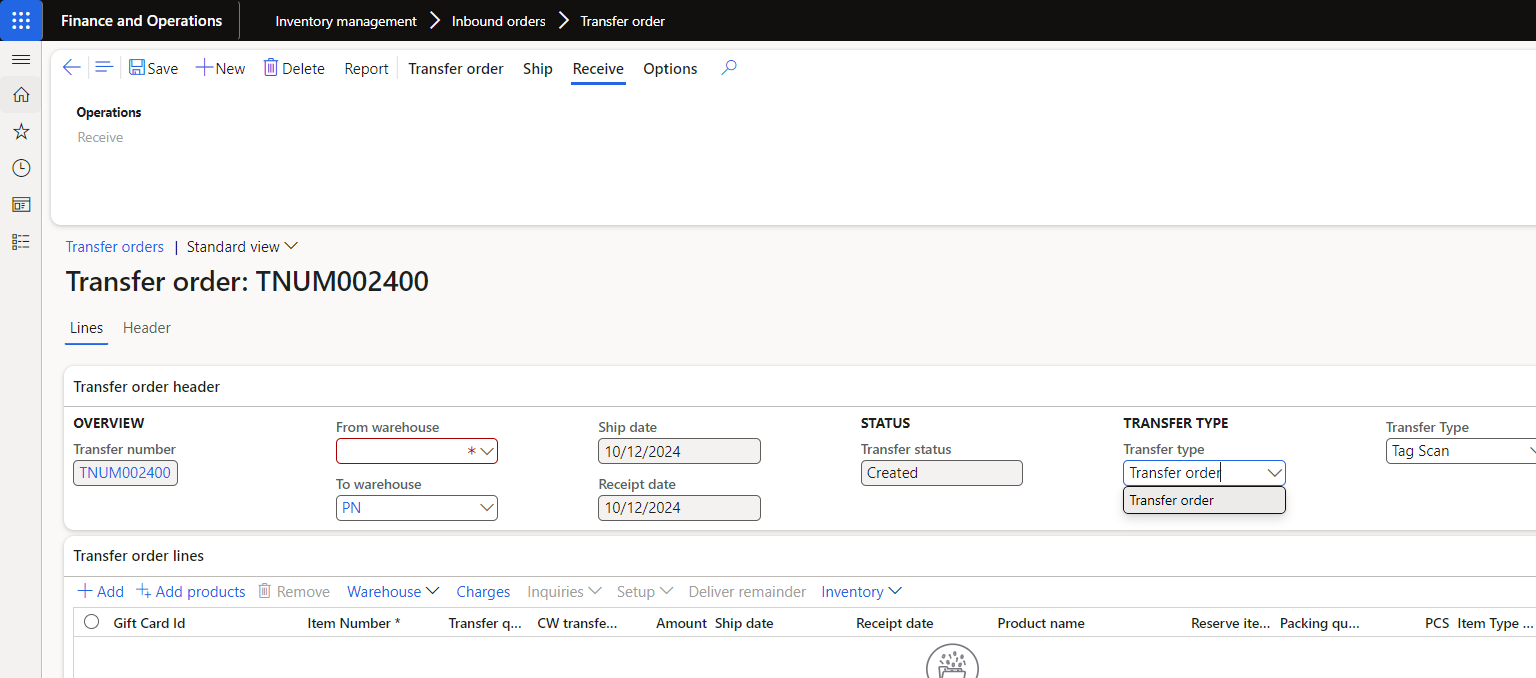 Finance and Operations
Inventory management > Inbound orders > Transfer order
Save New Delete Report Transfer order Ship Receive Options
Operations
Receive
Transfer orders | Standard view
Transfer order: TNUM002400
Lines Header
Transfer order header
OVERVIEW
Transfer number
TNUM002400
From warehouse
*
To warehouse
PN
Ship date
10/12/2024
Receipt date
10/12/2024
STATUS
Transfer status
Created
TRANSFER TYPE
Transfer type
Transfer order
Transfer order
Transfer Type
Tag Scan
Transfer order lines
Add Add products Remove Warehouse Charges Inquiries Setup Deliver remainder Inventory
Gift Card Id Item Number * Transfer q... CW transfe... Amount Ship date Receipt date Product name Reserve ite... Packing qu... PCS Item Type ...